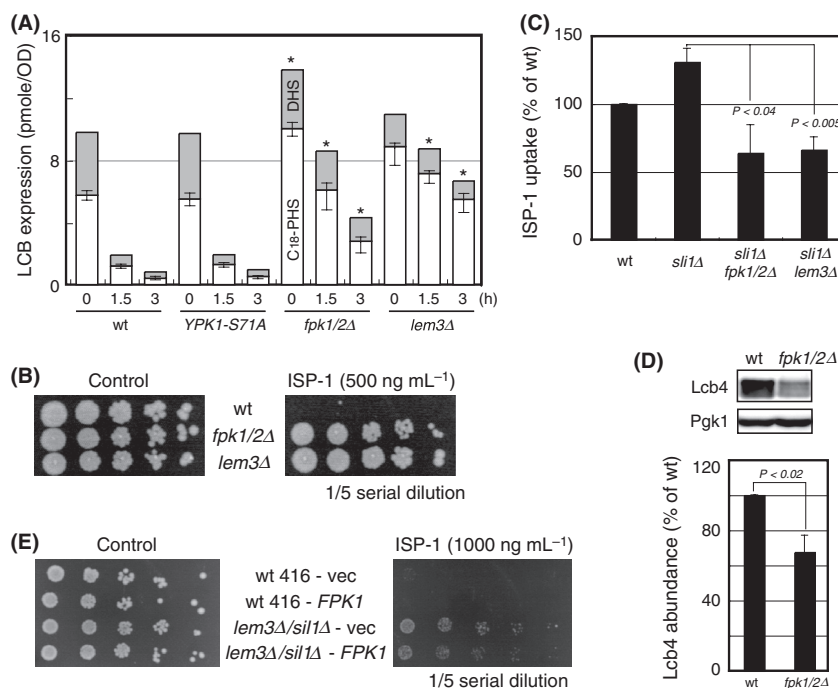 (A)
LCB expression (pmole/OD)
16
8
0
*
DHS
C18-PHS
*
*
*
*
0 1.5 3 0 1.5 3 0 1.5 3 0 1.5 3 (h)
wt YPK1-S71A fpk1/2Δ lem3Δ
(B)
Control ISP-1 (500 ng mL–1)
wt
fpk1/2Δ
lem3Δ
1/5 serial dilution
(E)
Control ISP-1 (1000 ng mL–1)
wt 416 - vec
wt 416 - FPK1
lem3Δ/sil1Δ - vec
lem3Δ/sil1Δ - FPK1
1/5 serial dilution
(C)
ISP-1 uptake (% of wt)
150
100
50
0
P < 0.04
P < 0.005
wt sli1Δ sli1Δ sli1Δ
fpk1/2Δ lem3Δ
(D)
wt fpk1/2Δ
Lcb4
Pgk1
Lcb4 abundance (% of wt)
120
80
40
0
P < 0.02
wt fpk1/2Δ